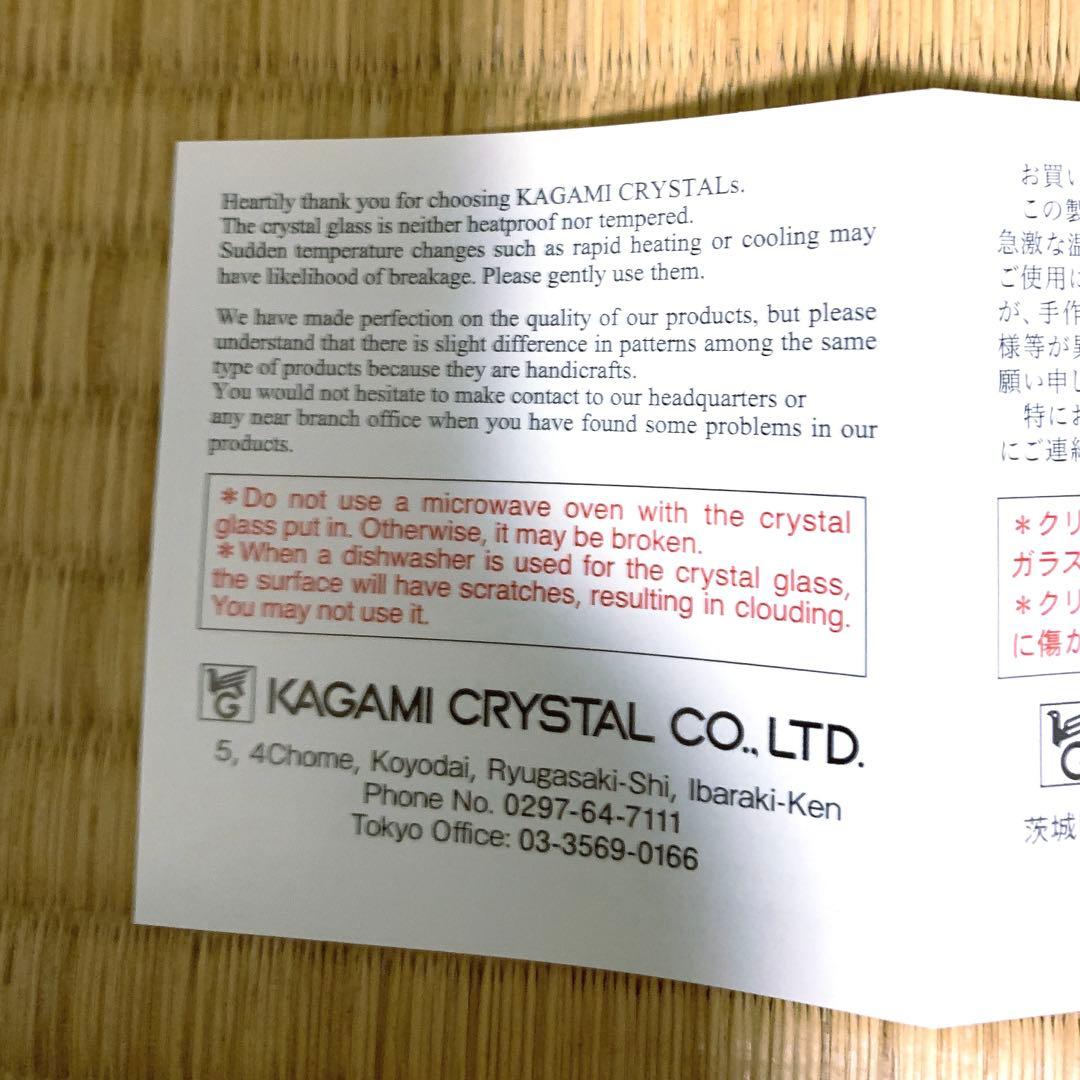 Heartily thank you for choosing KAGAMI CRYSTALs.
The crystal glass is neither heatproof nor tempered.
Sudden temperature changes such as rapid heating or cooling may
have likelihood of breakage. Please gently use them.
We have made perfection on the quality of our products, but please
understand that there is slight difference in patterns among the same
type of products because they are handicrafts.
You would not hesitate to make contact to our headquarters or
any near branch office when you have found some problems in our
products.
*Do not use a microwave oven with the crystal
glass put in. Otherwise, it may be broken.
*When a dishwasher is used for the crystal glass,
the surface will have scratches, resulting in clouding.
You may not use it.
G KAGAMI CRYSTAL CO., LTD.
5, 4Chome, Koyodai, Ryugasaki-Shi, Ibaraki-Ken
Phone No. 0297-64-7111
Tokyo Office: 03-3569-0166
お買い
この製
急激な温
ご使用に
が、手作
様等が異
願い申し
特にお
にご連絡
*クリ
ガラス
*クリ
に傷か
G
茨城